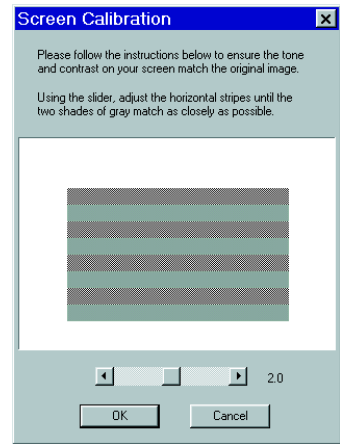 Screen Calibration
Please follow the instructions below to ensure the tone
and contrast on your screen match the original image.
Using the slider, adjust the horizontal stripes until the
two shades of gray match as closely as possible.
2.0
OK Cancel